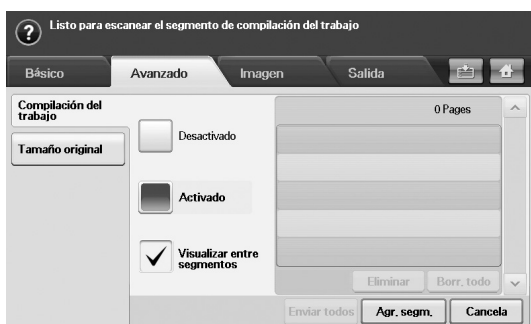 ? Listo para escanear el segmento de compilación del trabajo
Básico Avanzado Imagen Salida
Compilación del
trabajo
Tamaño original
Desactivado
Activado
Visualizar entre
segmentos
0 Pages
Eliminar Borr. todo
Enviar todos Agr. segm. Cancela